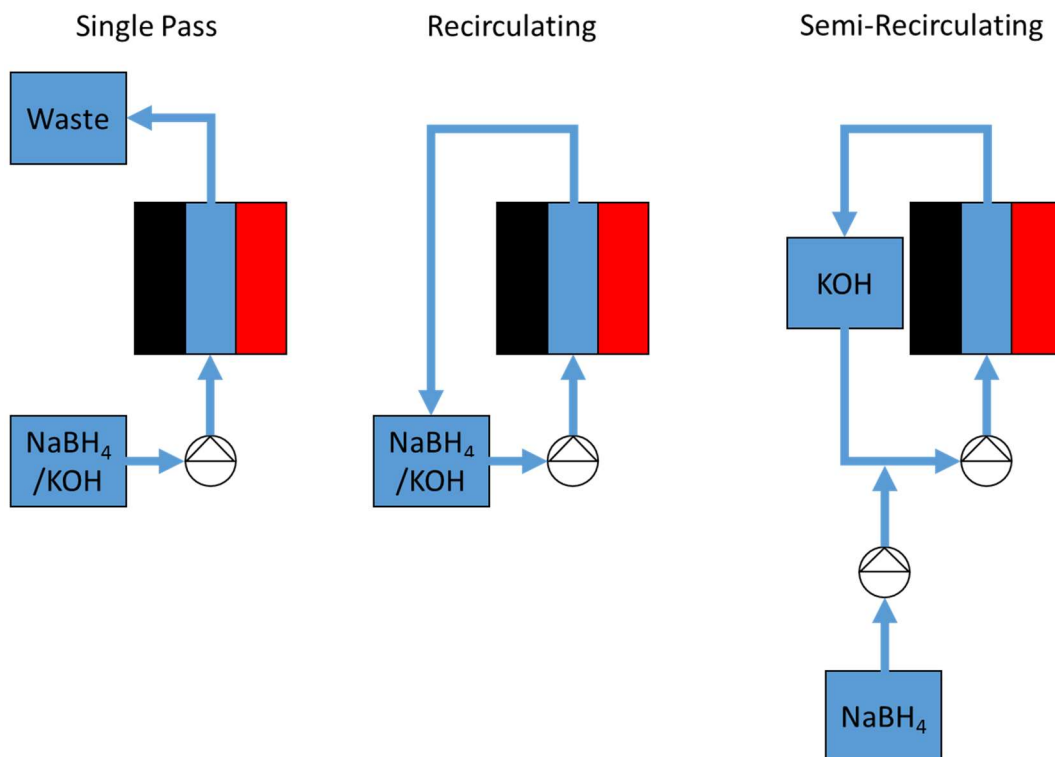 Single Pass
Recirculating
Semi-Recirculating
Waste
KOH
NaBH₄
/KOH
NaBH₄
/KOH
NaBH₄